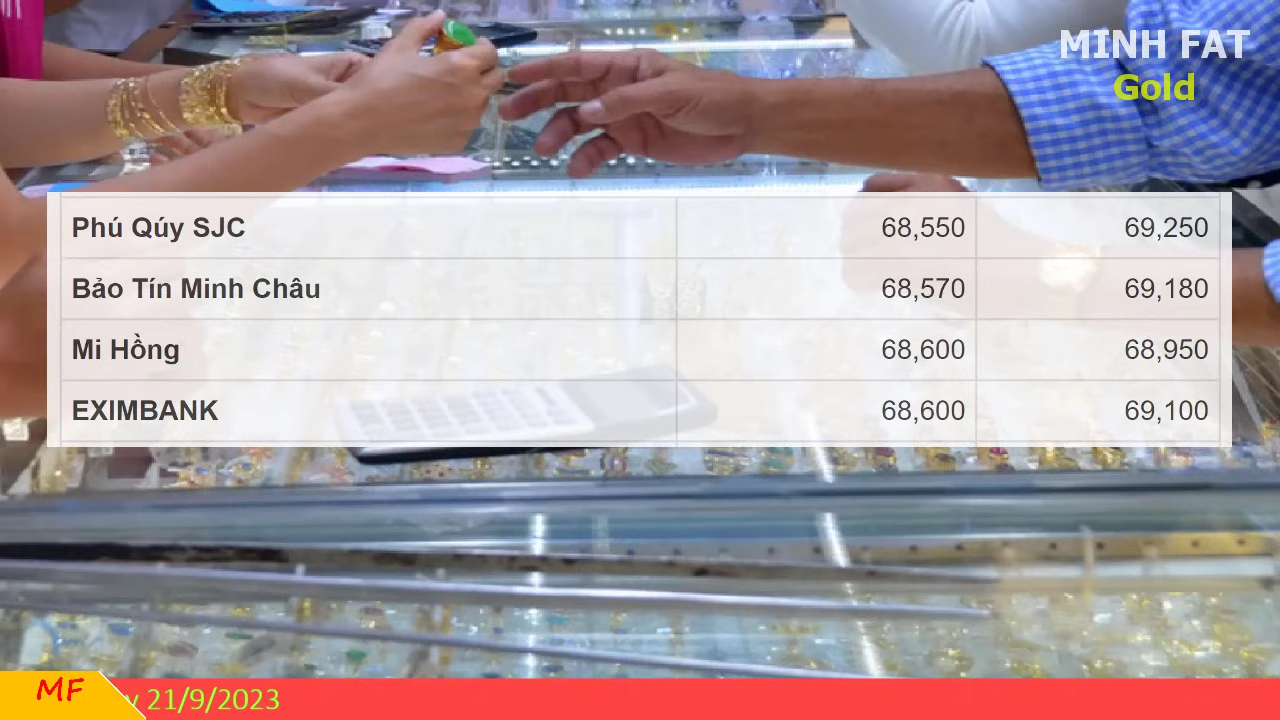 MINH FAT
Gold
Phú Qúy SJC 68,550 69,250
Bảo Tín Minh Châu 68,570 69,180
Mi Hồng 68,600 68,950
EXIMBANK 68,600 69,100
MF
21/9/2023